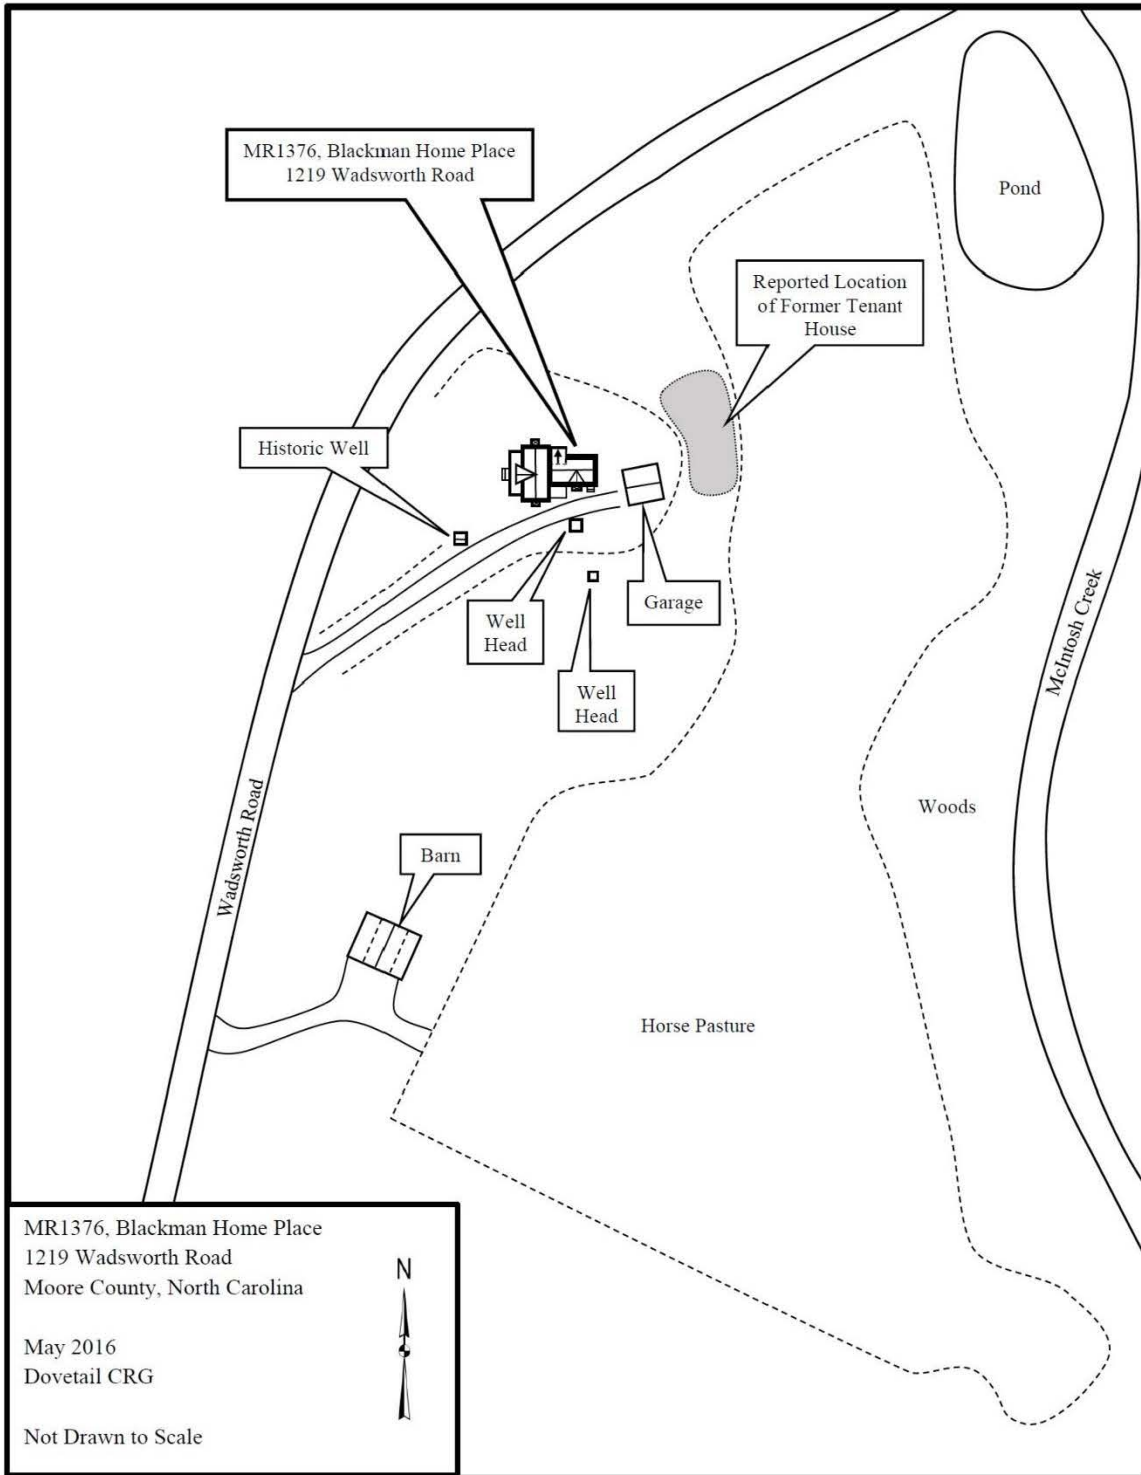 MR1376, Blackman Home Place
1219 Wadsworth Road
Pond
Reported Location
of Former Tenant
House
Historic Well
Well
Head
Garage
Well
Head
McIntosh Creek
Wadsworth Road
Woods
Barn
Horse Pasture
MR1376, Blackman Home Place
1219 Wadsworth Road
Moore County, North Carolina
N
May 2016
Dovetail CRG
Not Drawn to Scale